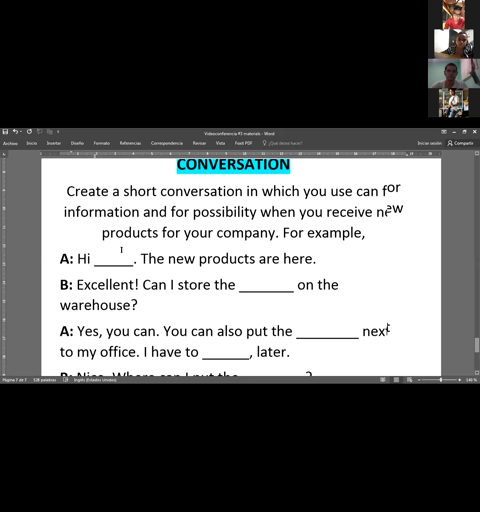 Videoconferencia #3 materials - Word
Archivo Inicio Insertar Diseño Formato Referencias Correspondencia Revisar Vista Foxit PDF ¿Qué desea hacer? Iniciar sesión Compartir
CONVERSATION
Create a short conversation in which you use can for
information and for possibility when you receive new
products for your company. For example,
A: Hi _____. The new products are here.
B: Excellent! Can I store the _______ on the
warehouse?
A: Yes, you can. You can also put the ________ next
to my office. I have to ______, later.
B: Nice. Where can I put the ________?
Página 7 de 7 528 palabras Inglés (Estados Unidos) 140 %